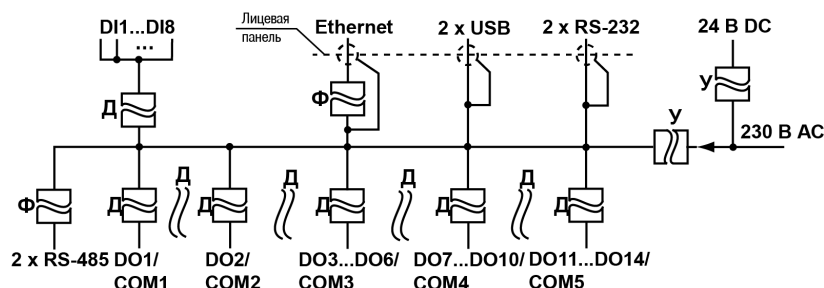 DI1...DI8
...
Лицевая
панель
Ethernet
2 x USB
2 x RS-232
24 В DC
Д
Ф
У
У
230 В AC
Д
Д
Д
Д
Ф
Д
Д
Д
Д
Д
2 x RS-485
DO1/
COM1
DO2/
COM2
DO3...DO6/
COM3
DO7...DO10/
COM4
DO11...DO14/
COM5